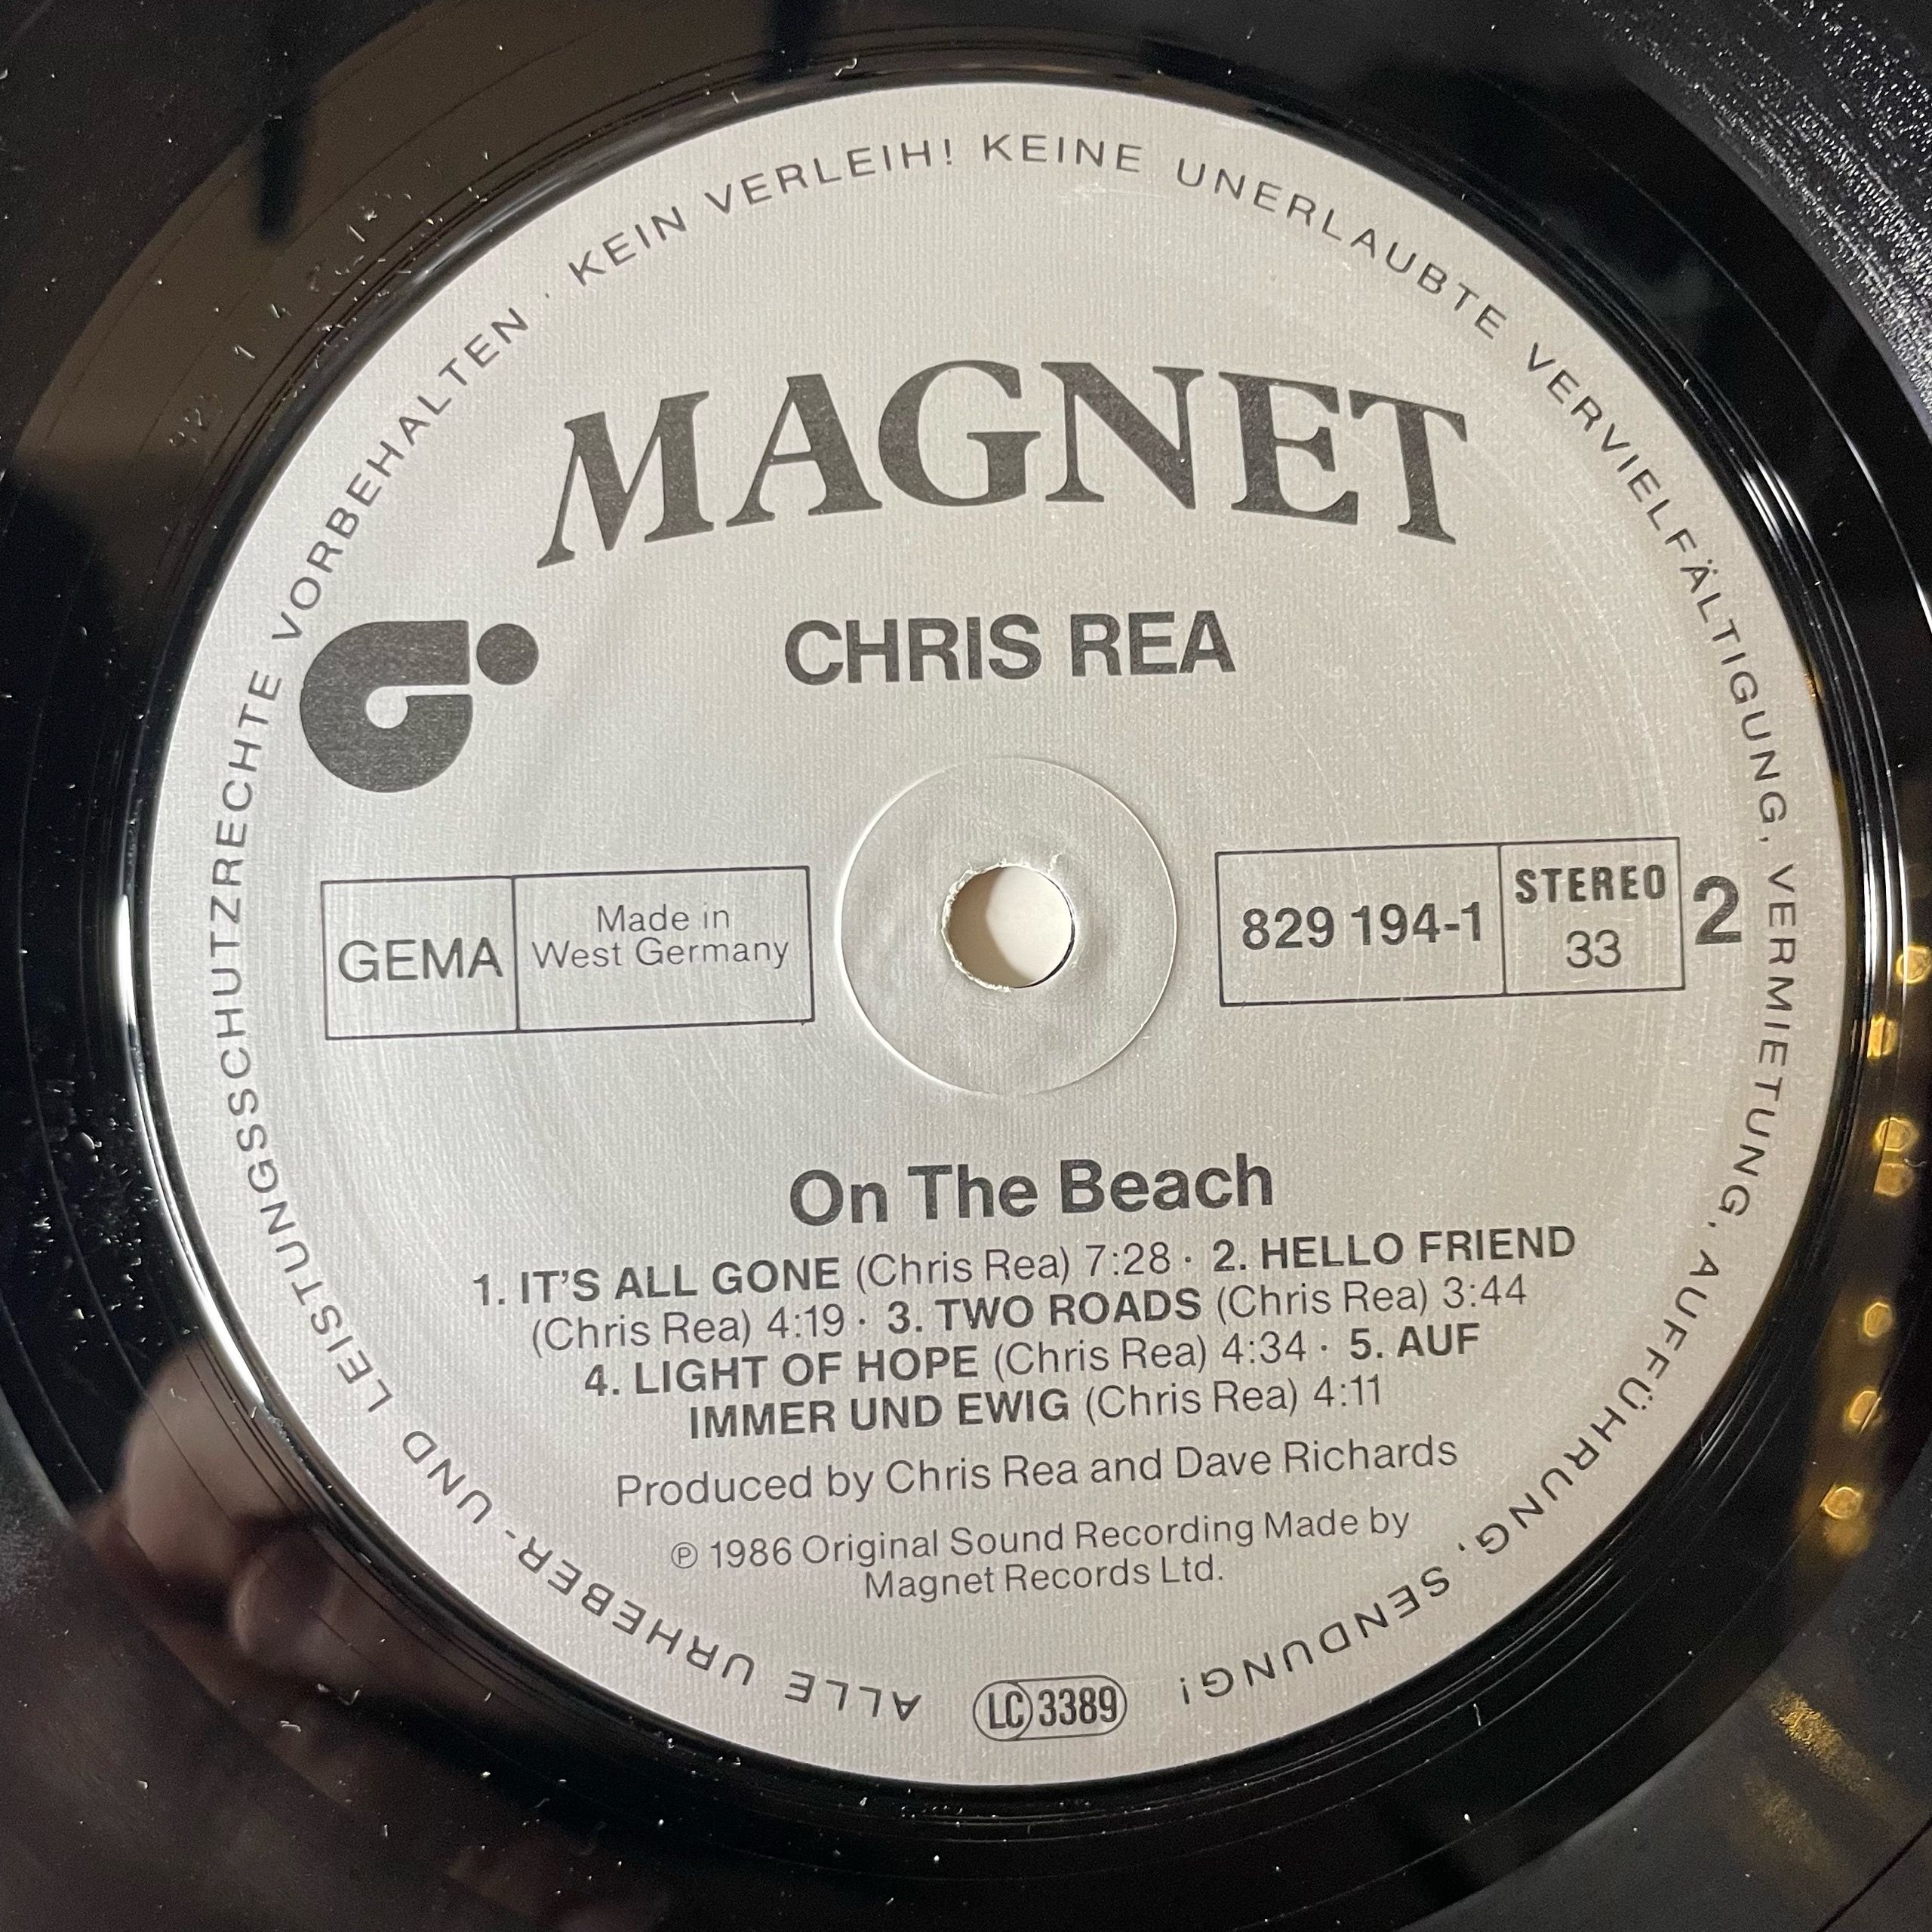 ALLE URHEBER- UND LEISTUNGSSCHUTZRECHTE VORBEHALTEN · KEIN VERLEIH! KEINE UNERLAUBTE VERVIELFÄLTIGUNG, VERMIETUNG, AUFFÜHRUNG, SENDUNG!
MAGNET
CHRIS REA
GEMA
Made in
West Germany
829 194-1
STEREO
33
2
On The Beach
1. IT'S ALL GONE (Chris Rea) 7:28 · 2. HELLO FRIEND
(Chris Rea) 4:19 · 3. TWO ROADS (Chris Rea) 3:44
4. LIGHT OF HOPE (Chris Rea) 4:34 · 5. AUF
IMMER UND EWIG (Chris Rea) 4:11
Produced by Chris Rea and Dave Richards
℗ 1986 Original Sound Recording Made by
Magnet Records Ltd.
LC 3389